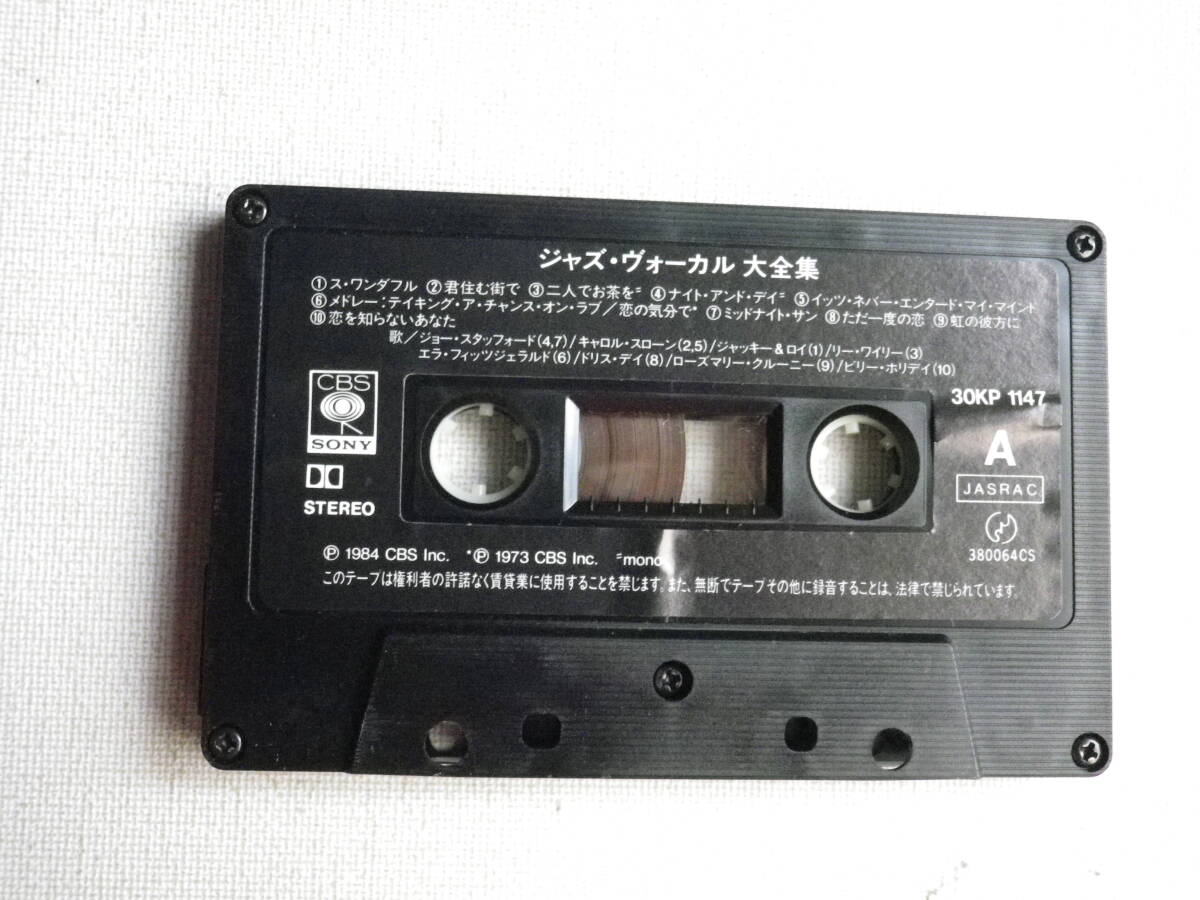 ジャズ・ヴォーカル 大全集
①ス・ワンダフル ②君住む街で ③二人でお茶を〃 ④ナイト・アンド・デイ〃 ⑤イッツ・ネバー・エンタード・マイ・マインド
⑥メドレー:テイキング・ア・チャンス・オン・ラブ/恋の気分で* ⑦ミッドナイト・サン ⑧ただ一度の恋 ⑨虹の彼方に
⑩恋を知らないあなた
歌/ジョー・スタッフォード(4,7)/キャロル・スローン(2,5)/ジャッキー&ロイ(1)/リー・ワイリー(3)
エラ・フィッツジェラルド(6)/ドリス・デイ(8)/ローズマリー・クルーニー(9)/ビリー・ホリデイ(10)
CBS
SONY
STEREO
30KP 1147
A
JASRAC
380064CS
Ⓟ 1984 CBS Inc. *Ⓟ 1973 CBS Inc. 〃mono
このテープは権利者の許諾なく賃貸業に使用することを禁じます。また、無断でテープその他に録音することは、法律で禁じられています。